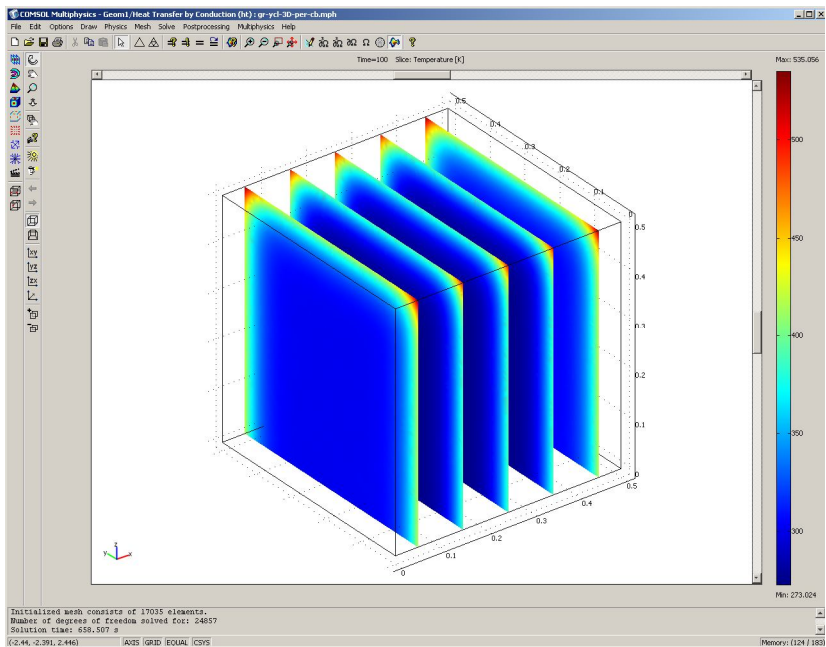 COMSOL Multiphysics - Geom1/Heat Transfer by Conduction (ht) : gr-ycl-3D-per-cb.mph
File Edit Options Draw Physics Mesh Solve Postprocessing Multiphysics Help
Time=100 Slice: Temperature [K]
Max: 535.056
0.5
0.4
0.3
0.2
0.1
0
0.5
0.4
0.3
0.2
0.1
0
0.5
0.4
0.3
0.2
0.1
0
500
450
400
350
300
Min: 273.024
xy
yz
zx
z
y
x
Initialized mesh consists of 17035 elements.
Number of degrees of freedom solved for: 24857
Solution time: 658.507 s
(-2.44, -2.391, 2.446) AXIS GRID EQUAL CSYS Memory: (124 / 183)